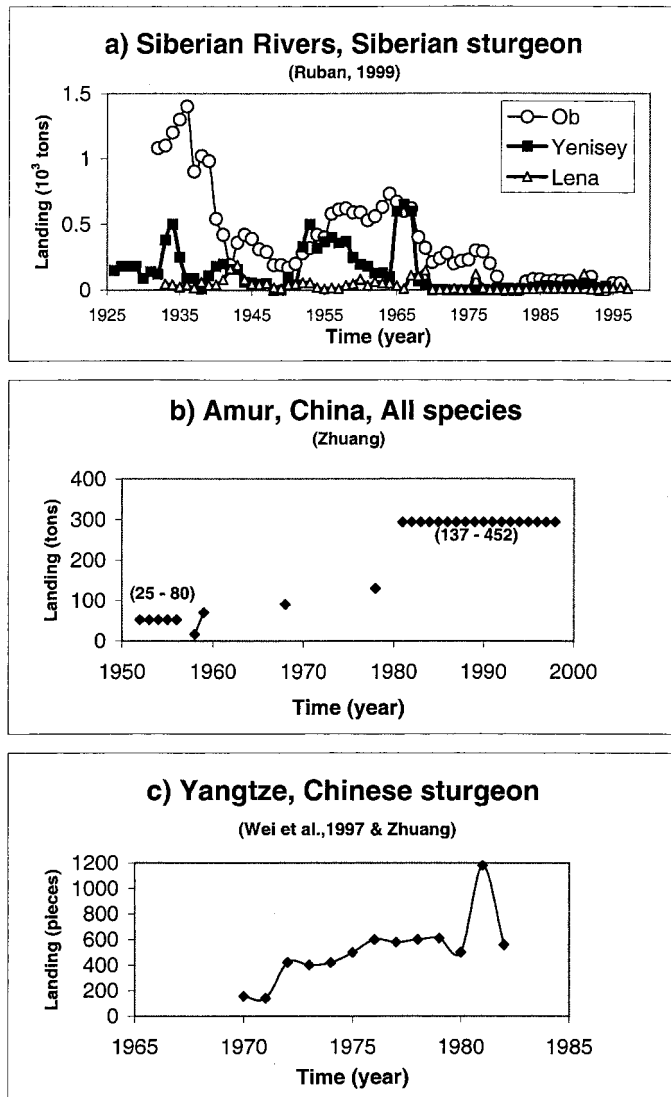 a) Siberian Rivers, Siberian sturgeon
(Ruban, 1999)
Landing (10³ tons)
1.5
1
0.5
0
Ob
Yenisey
Lena
1925 1935 1945 1955 1965 1975 1985 1995
Time (year)
b) Amur, China, All species
(Zhuang)
Landing (tons)
400
300
200
100
0
(137 - 452)
(25 - 80)
1950 1960 1970 1980 1990 2000
Time (year)
c) Yangtze, Chinese sturgeon
(Wei et al.,1997 & Zhuang)
Landing (pieces)
1200
1000
800
600
400
200
0
1965 1970 1975 1980 1985
Time (year)